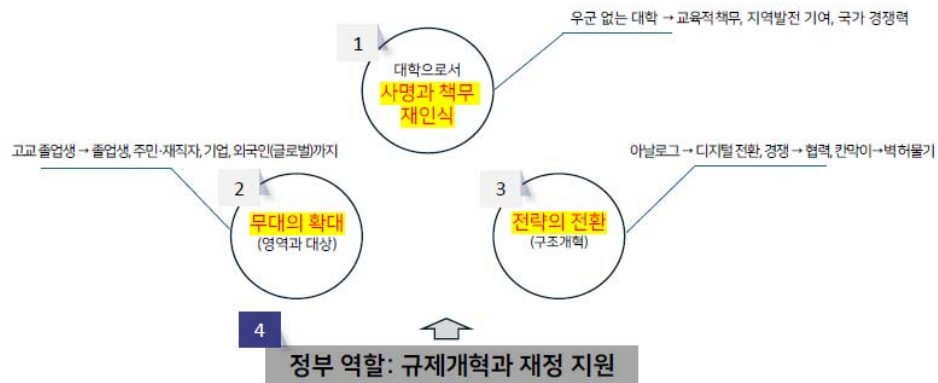 우군 없는 대학 → 교육적책무, 지역발전 기여, 국가 경쟁력
1
대학으로서
사명과 책무
재인식
고교 졸업생 → 졸업생, 주민·재직자, 기업, 외국인(글로벌)까지
2
무대의 확대
(영역과 대상)
아날로그 → 디지털 전환, 경쟁 → 협력, 칸막이→벽허물기
3
전략의 전환
(구조개혁)
4
정부 역할: 규제개혁과 재정 지원